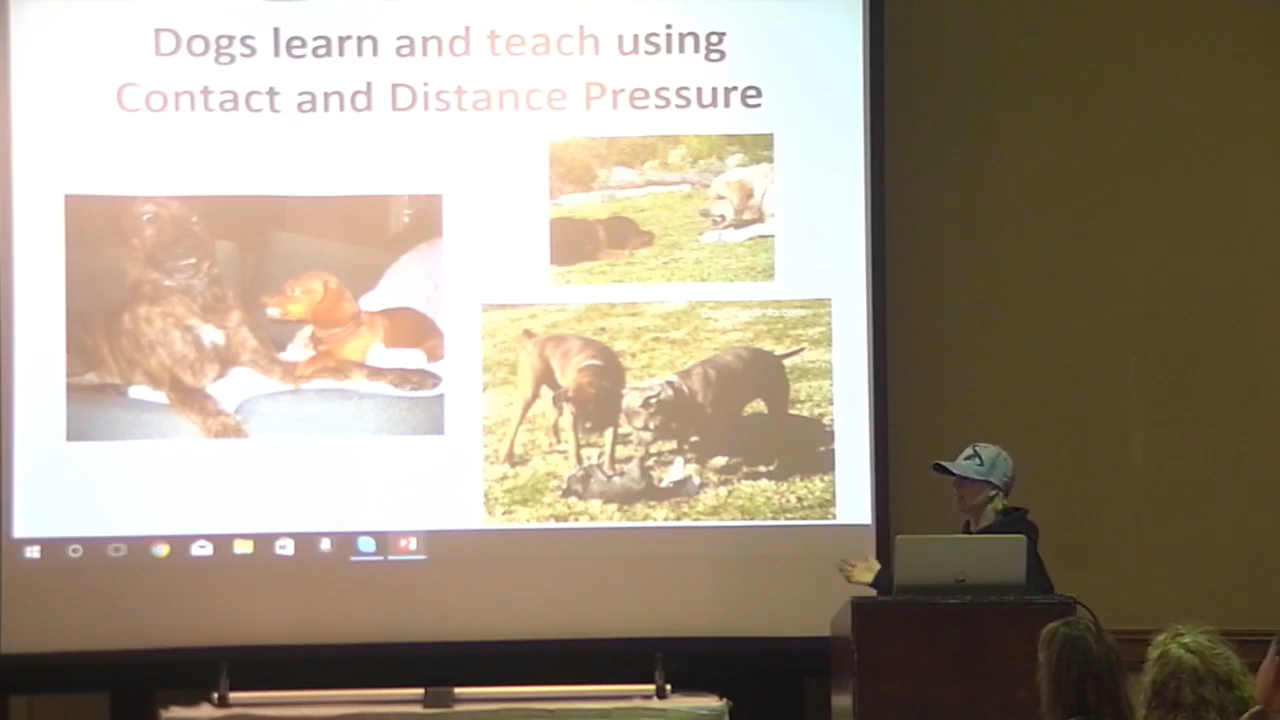 Dogs learn and teach using
Contact and Distance Pressure